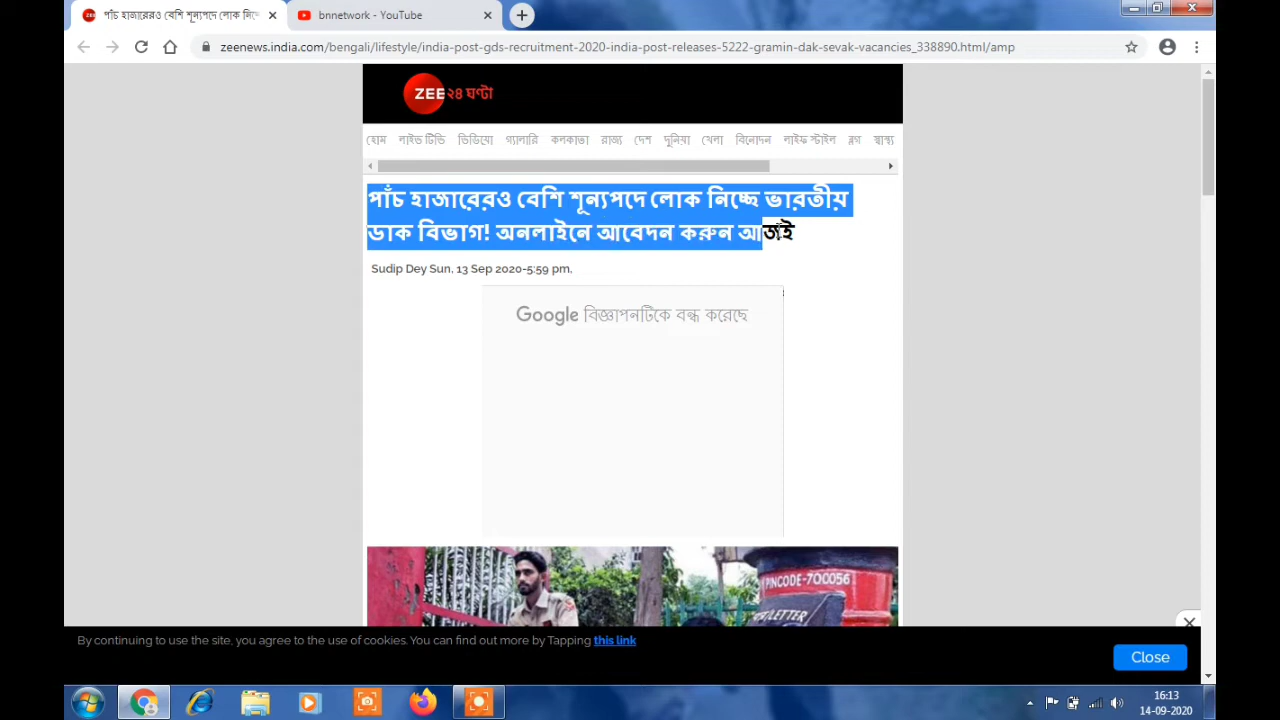 পাঁচ হাজারেরও বেশি শূন্যপদে লোক নিচ্ছে
bnnetwork - YouTube
zeenews.india.com/bengali/lifestyle/india-post-gds-recruitment-2020-india-post-releases-5222-gramin-dak-sevak-vacancies_338890.html/amp
ZEE ২৪ ঘণ্টা
হোম লাইভ টিভি ভিডিয়ো গ্যালারি কলকাতা রাজ্য দেশ দুনিয়া খেলা বিনোদন লাইফ স্টাইল ব্লগ স্বাস্থ্য
পাঁচ হাজারেরও বেশি শূন্যপদে লোক নিচ্ছে ভারতীয়
ডাক বিভাগ! অনলাইনে আবেদন করুন আজই
Sudip Dey Sun, 13 Sep 2020-5:59 pm,
Google বিজ্ঞাপনটিকে বন্ধ করেছে
PINCODE-700056
LETTER
By continuing to use the site, you agree to the use of cookies. You can find out more by Tapping this link
Close
16:13
14-09-2020